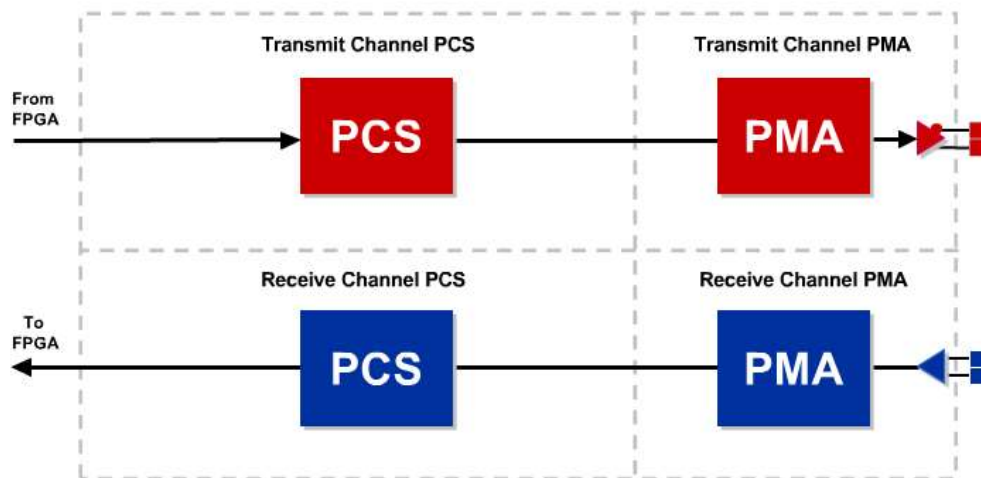 Transmit Channel PCS
Transmit Channel PMA
From
FPGA
PCS
PMA
Receive Channel PCS
Receive Channel PMA
To
FPGA
PCS
PMA